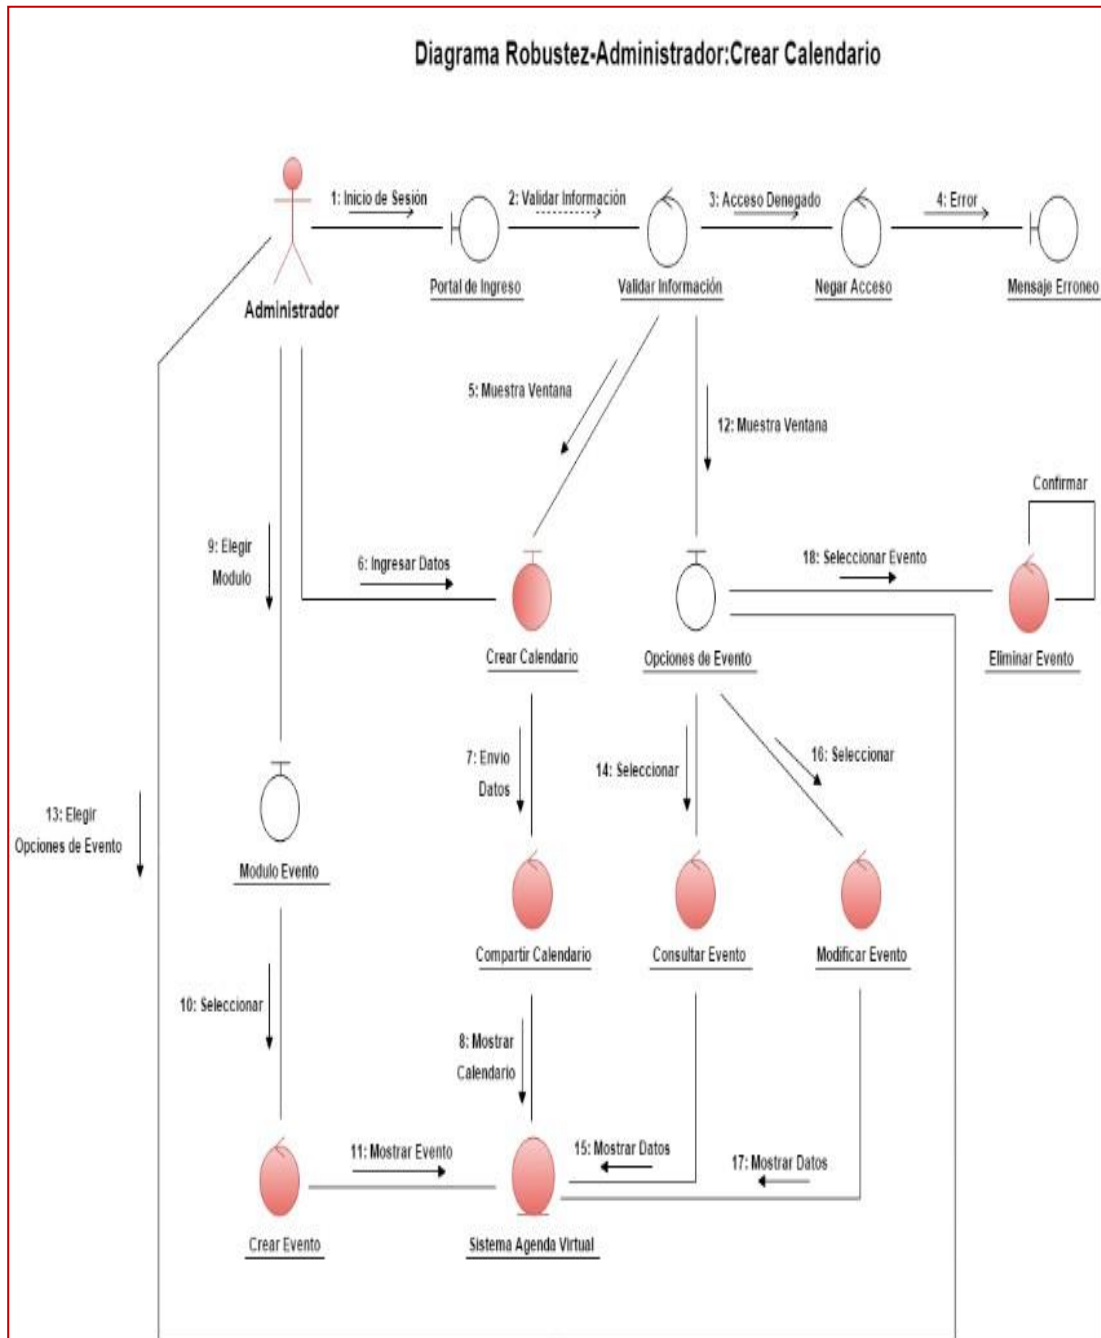 Diagrama Robustez-Administrador:Crear Calendario
1: Inicio de Sesión
2: Validar Información
3: Acceso Denegado
4: Error
Portal de Ingreso
Validar Información
Negar Acceso
Mensaje Erroneo
Administrador
5: Muestra Ventana
12: Muestra Ventana
Confirmar
9: Elegir
Modulo
6: Ingresar Datos
18: Seleccionar Evento
Crear Calendario
Opciones de Evento
Eliminar Evento
7: Envio
Datos
14: Seleccionar
16: Seleccionar
13: Elegir
Opciones de Evento
Modulo Evento
Compartir Calendario
Consultar Evento
Modificar Evento
10: Seleccionar
8: Mostrar
Calendario
11: Mostrar Evento
15: Mostrar Datos
17: Mostrar Datos
Crear Evento
Sistema Agenda Virtual